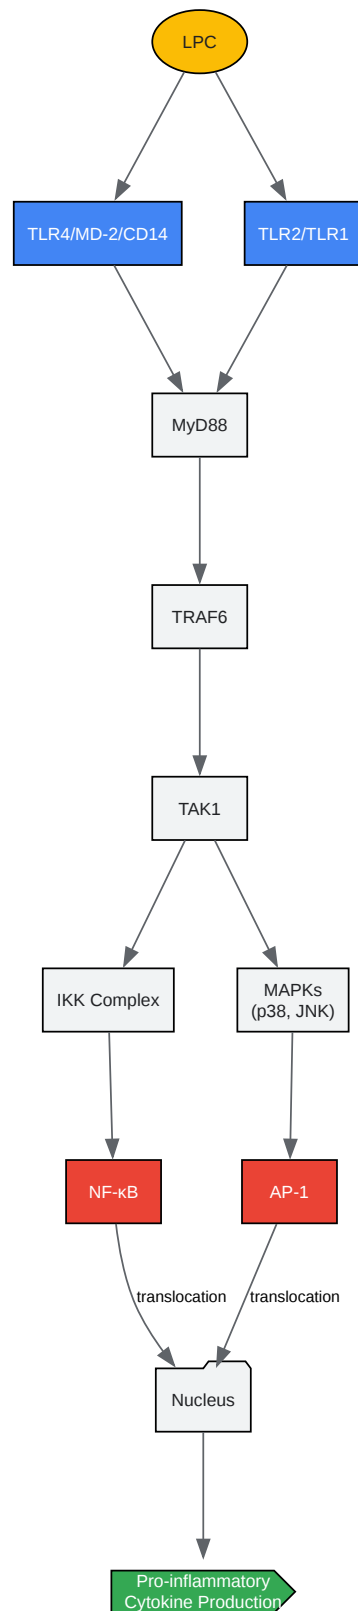 LPC
TLR4/MD-2/CD14
TLR2/TLR1
MyD88
TRAF6
TAK1
IKK Complex
MAPKs
(p38, JNK)
NF-κB
AP-1
translocation
translocation
Nucleus
Pro-inflammatory
Cytokine Production